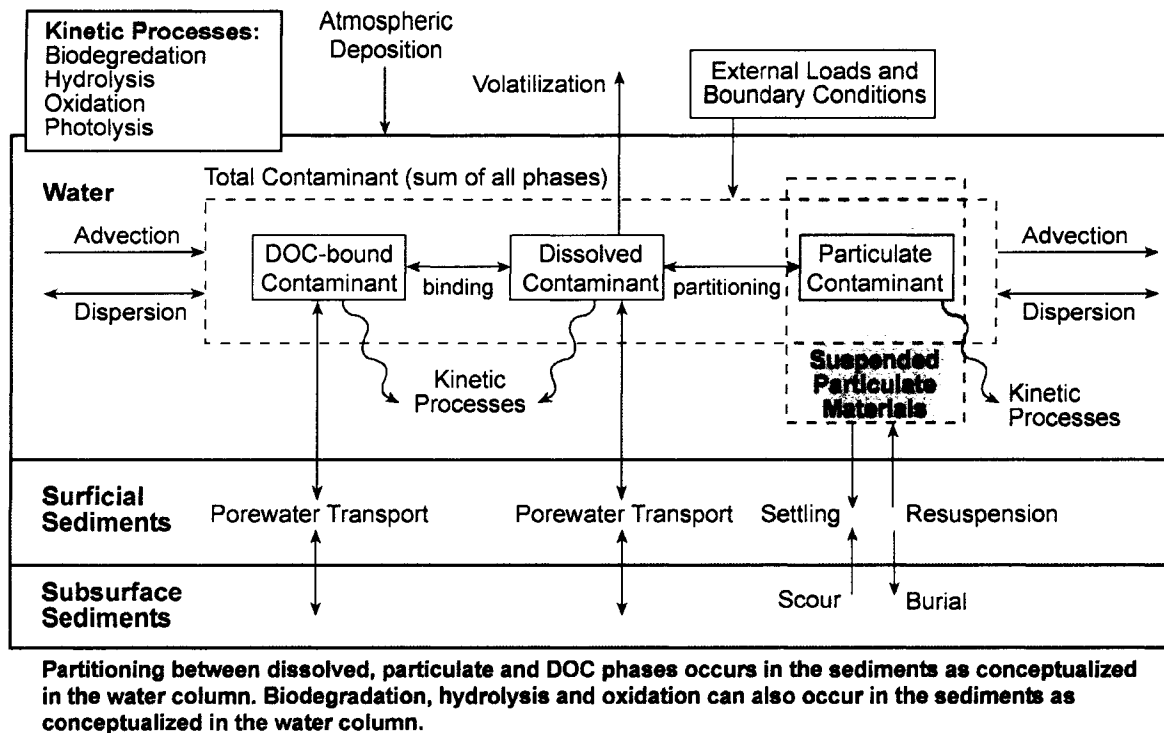 Kinetic Processes:
Biodegredation
Hydrolysis
Oxidation
Photolysis
Atmospheric
Deposition
Volatilization
External Loads and
Boundary Conditions
Water
Total Contaminant (sum of all phases)
Advection
Dispersion
DOC-bound
Contaminant
binding
Dissolved
Contaminant
partitioning
Particulate
Contaminant
Advection
Dispersion
Kinetic
Processes
Suspended
Particulate
Materials
Kinetic
Processes
Surficial
Sediments
Porewater Transport
Porewater Transport
Settling
Resuspension
Subsurface
Sediments
Scour
Burial
Partitioning between dissolved, particulate and DOC phases occurs in the sediments as conceptualized
in the water column. Biodegradation, hydrolysis and oxidation can also occur in the sediments as
conceptualized in the water column.